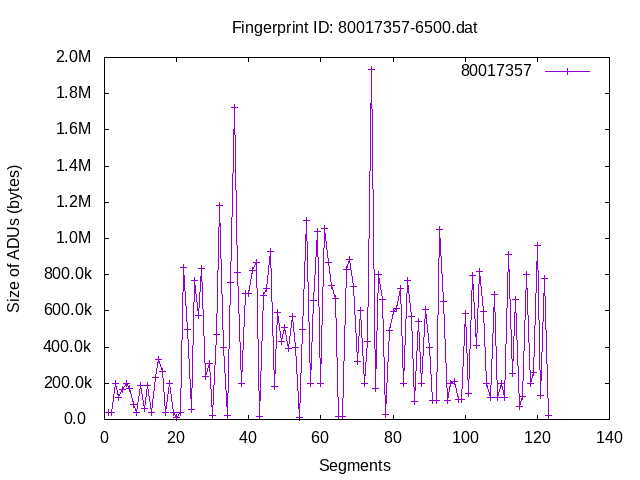 Fingerprint ID: 80017357-6500.dat
80017357
2.0M
1.8M
1.6M
1.4M
1.2M
1.0M
800.0k
600.0k
400.0k
200.0k
0.0
Size of ADUs (bytes)
0 20 40 60 80 100 120 140
Segments